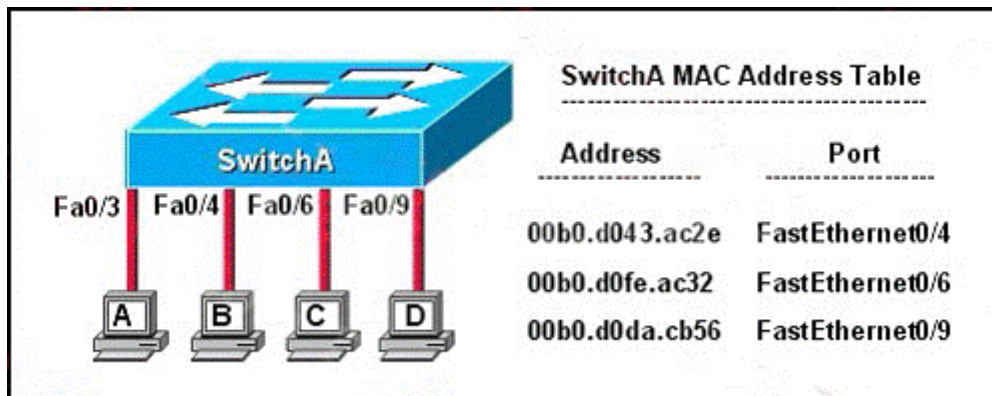 SwitchA MAC Address Table
Address Port
SwitchA
Fa0/3 Fa0/4 Fa0/6 Fa0/9
00b0.d043.ac2e FastEthernet0/4
00b0.d0fe.ac32 FastEthernet0/6
00b0.d0da.cb56 FastEthernet0/9
A B C D